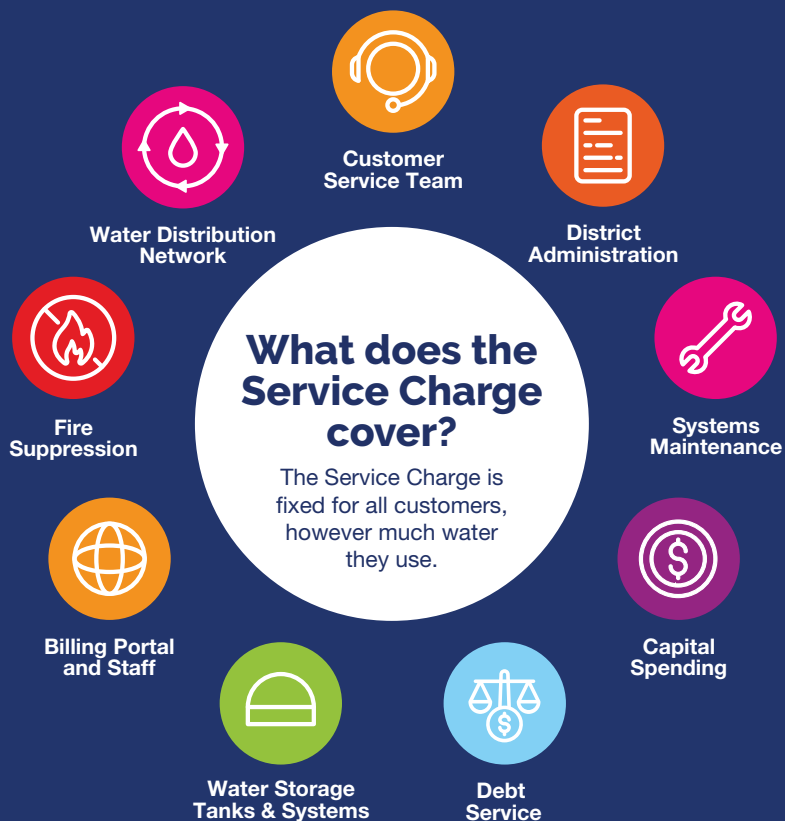 What does the
Service Charge
cover?
The Service Charge is
fixed for all customers,
however much water
they use.
Customer
Service Team
District
Administration
Systems
Maintenance
$
Capital
Spending
$
Debt
Service
Water Storage
Tanks & Systems
Billing Portal
and Staff
Fire
Suppression
Water Distribution
Network